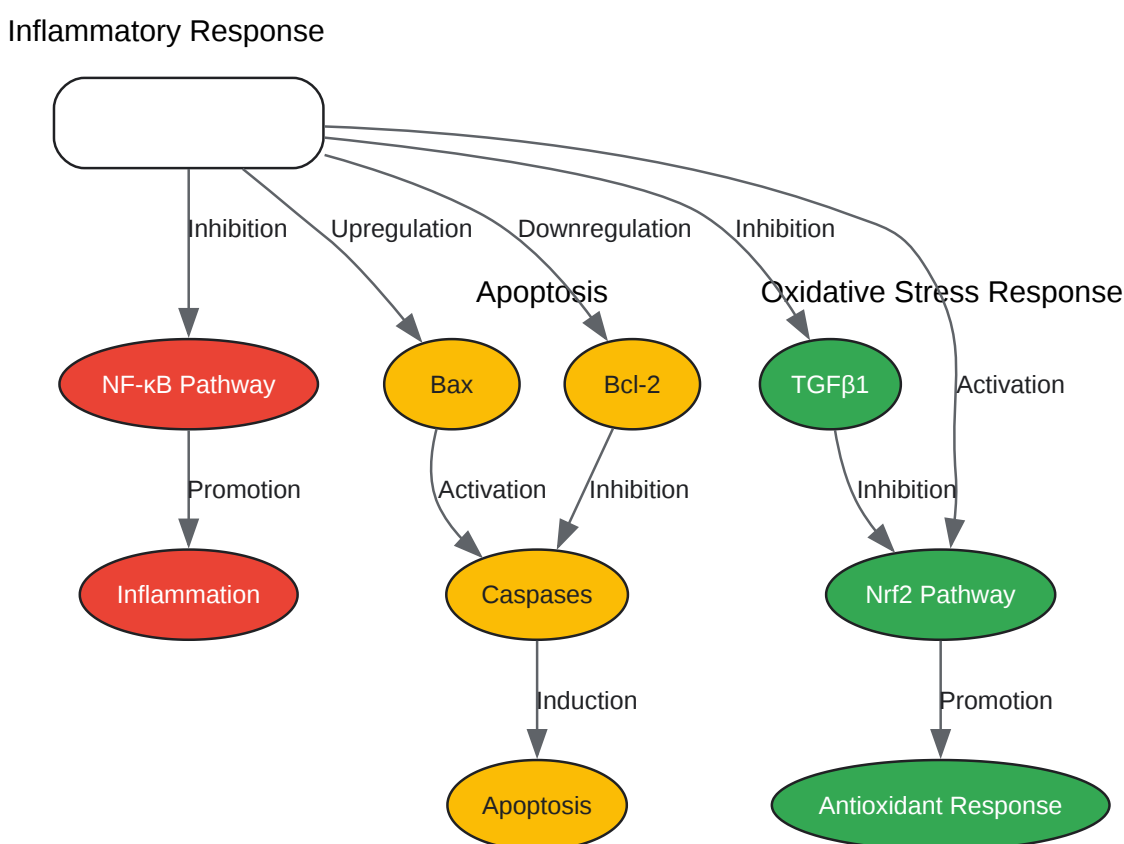 Inflammatory Response
Inhibition
Upregulation
Downregulation
Inhibition
Apoptosis
Oxidative Stress Response
NF-κB Pathway
Bax
Bcl-2
TGFβ1
Activation
Promotion
Activation
Inhibition
Inhibition
Inflammation
Caspases
Nrf2 Pathway
Induction
Promotion
Apoptosis
Antioxidant Response